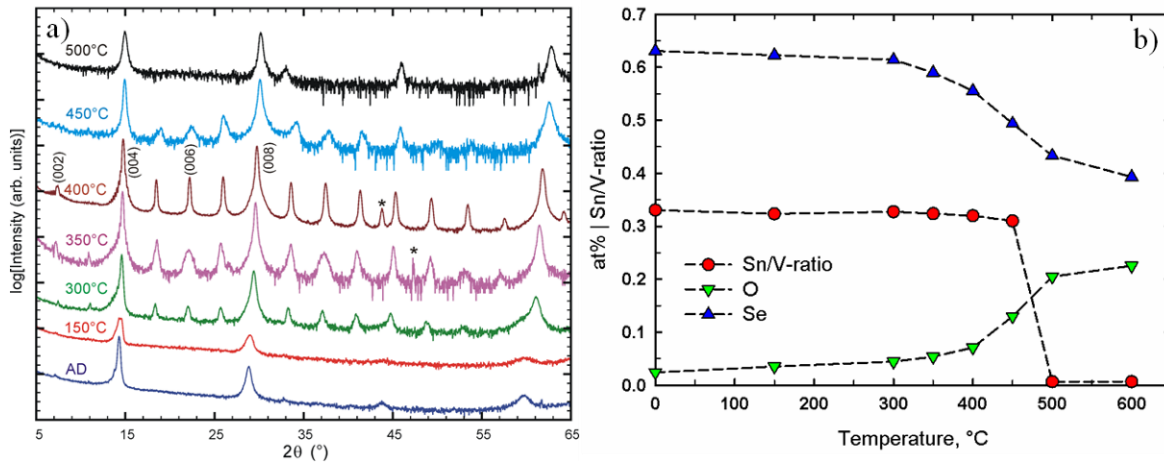 a)
500°C
450°C
400°C
350°C
300°C
150°C
AD
(002)
(004)
(006)
(008)
*
*
log[Intensity (arb. units)]
5
15
25
35
45
55
65
2θ (°)
b)
at% | Sn/V-ratio
0.7
0.6
0.5
0.4
0.3
0.2
0.1
0.0
Sn/V-ratio
O
Se
0
100
200
300
400
500
600
Temperature, °C